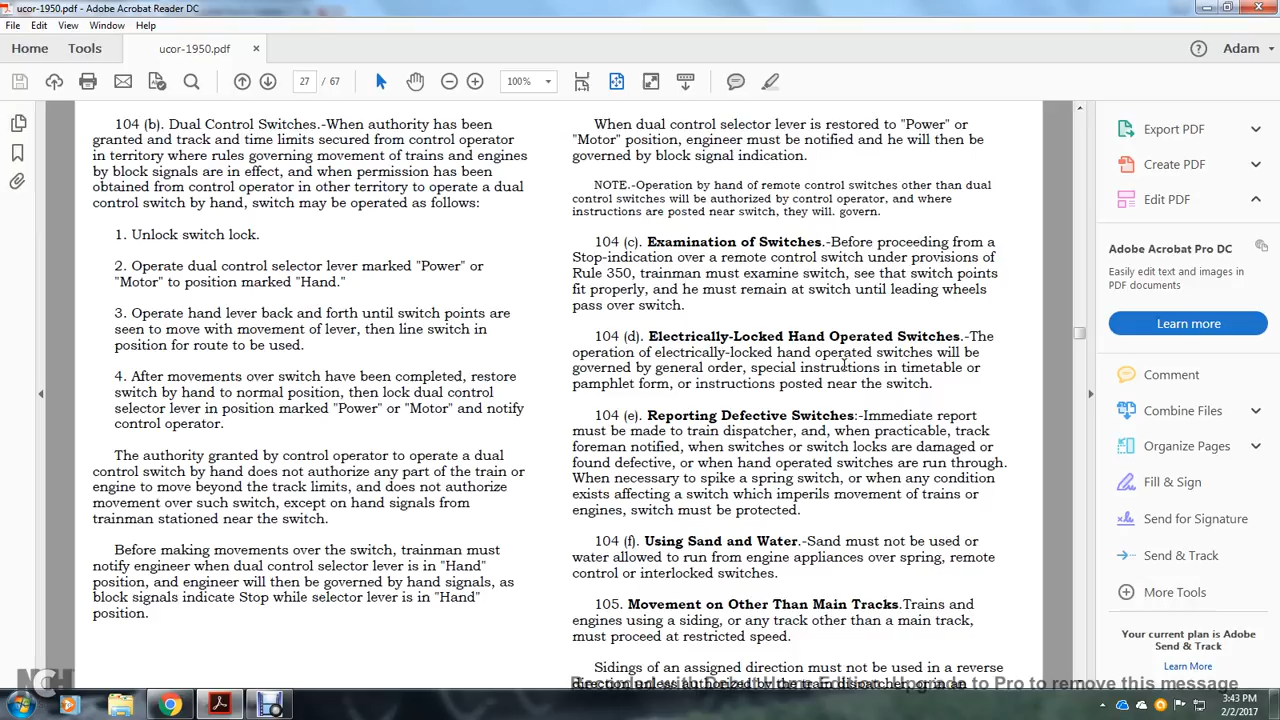 ucor-1950.pdf - Adobe Acrobat Reader DC
File Edit View Window Help
Home Tools ucor-1950.pdf × Adam
27 / 67 100%
104 (b). Dual Control Switches.-When authority has been
granted and track and time limits secured from control operator
in territory where rules governing movement of trains and engines
by block signals are in effect, and when permission has been
obtained from control operator in other territory to operate a dual
control switch by hand, switch may be operated as follows:
1. Unlock switch lock.
2. Operate dual control selector lever marked "Power" or
"Motor" to position marked "Hand."
3. Operate hand lever back and forth until switch points are
seen to move with movement of lever, then line switch in
position for route to be used.
4. After movements over switch have been completed, restore
switch by hand to normal position, then lock dual control
selector lever in position marked "Power" or "Motor" and notify
control operator.
The authority granted by control operator to operate a dual
control switch by hand does not authorize any part of the train or
engine to move beyond the track limits, and does not authorize
movement over such switch, except on hand signals from
trainman stationed near the switch.
Before making movements over the switch, trainman must
notify engineer when dual control selector lever is in "Hand"
position, and engineer will then be governed by hand signals, as
block signals indicate Stop while selector lever is in "Hand"
position.
When dual control selector lever is restored to "Power" or
"Motor" position, engineer must be notified and he will then be
governed by block signal indication.
NOTE.-Operation by hand of remote control switches other than dual
control switches will be authorized by control operator, and where
instructions are posted near switch, they will. govern.
104 (c). Examination of Switches.-Before proceeding from a
Stop-indication over a remote control switch under provisions of
Rule 350, trainman must examine switch, see that switch points
fit properly, and he must remain at switch until leading wheels
pass over switch.
104 (d). Electrically-Locked Hand Operated Switches.-The
operation of electrically-locked hand operated switches will be
governed by general order, special instructions in timetable or
pamphlet form, or instructions posted near the switch.
104 (e). Reporting Defective Switches:-Immediate report
must be made to train dispatcher, and, when practicable, track
foreman notified, when switches or switch locks are damaged or
found defective, or when hand operated switches are run through.
When necessary to spike a spring switch, or when any condition
exists affecting a switch which imperils movement of trains or
engines, switch must be protected.
104 (f). Using Sand and Water.-Sand must not be used or
water allowed to run from engine appliances over spring, remote
control or interlocked switches.
105. Movement on Other Than Main Tracks.Trains and
engines using a siding, or any track other than a main track,
must proceed at restricted speed.
Sidings of an assigned direction must not be used in a reverse
direction unless authorized by the train dispatcher, or in an
Export PDF
Create PDF
Edit PDF
Adobe Acrobat Pro DC
Easily edit text and images in
PDF documents
Learn more
Comment
Combine Files
Organize Pages
Fill & Sign
Send for Signature
Send & Track
More Tools
Your current plan is Adobe
Send & Track
Learn More
NCH
to Pro to remove this message
3:43 PM
2/2/2017